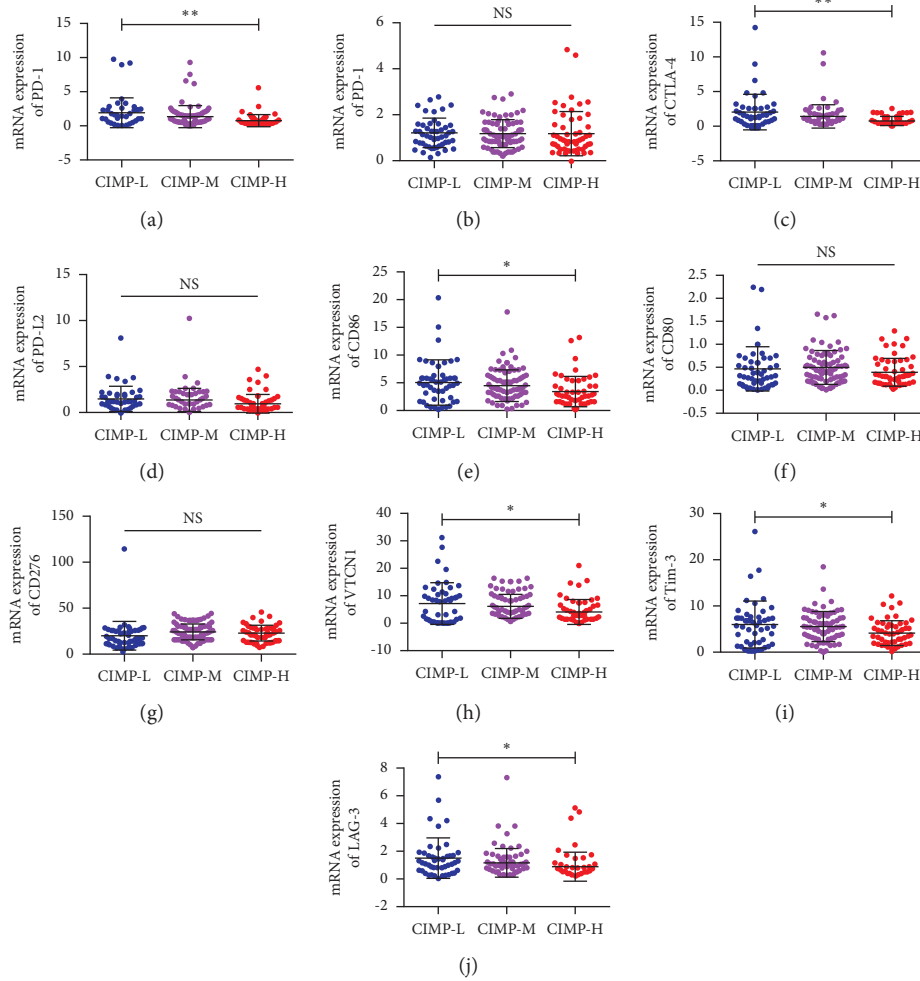 **
mRNA expression
of PD-1
15
10
5
0
−5
CIMP-L CIMP-M CIMP-H
(a)
NS
mRNA expression
of PD-1
6
4
2
0
CIMP-L CIMP-M CIMP-H
(b)
**
mRNA expression
of CTLA-4
15
10
5
0
−5
CIMP-L CIMP-M CIMP-H
(c)
NS
mRNA expression
of PD-L2
15
10
5
0
CIMP-L CIMP-M CIMP-H
(d)
*
mRNA expression
of CD86
25
20
15
10
5
0
CIMP-L CIMP-M CIMP-H
(e)
NS
mRNA expression
of CD80
2.5
2.0
1.5
1.0
0.5
0.0
−0.5
CIMP-L CIMP-M CIMP-H
(f)
NS
mRNA expression
of CD276
150
100
50
0
CIMP-L CIMP-M CIMP-H
(g)
*
mRNA expression
of VTCN1
40
30
20
10
0
−10
CIMP-L CIMP-M CIMP-H
(h)
*
mRNA expression
of Tim-3
30
20
10
0
CIMP-L CIMP-M CIMP-H
(i)
*
mRNA expression
of LAG-3
8
6
4
2
0
−2
CIMP-L CIMP-M CIMP-H
(j)